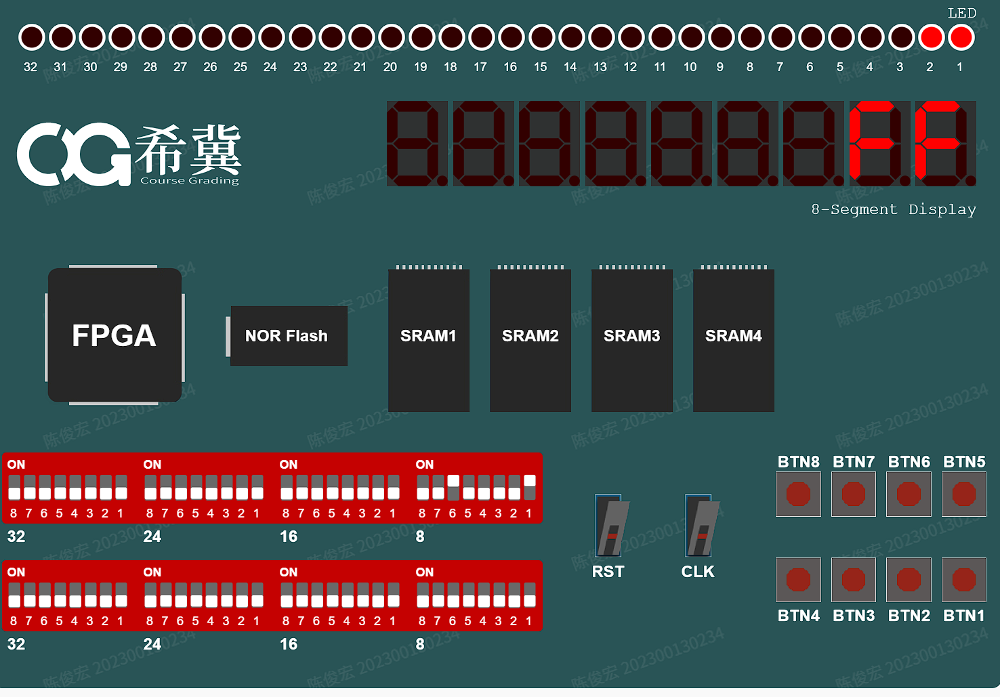 LED
32 31 30 29 28 27 26 25 24 23 22 21 20 19 18 17 16 15 14 13 12 11 10 9 8 7 6 5 4 3 2 1
CG 希冀
Course Grading
FF
8-Segment Display
FPGA
NOR Flash
SRAM1
SRAM2
SRAM3
SRAM4
ON ON ON ON
8 7 6 5 4 3 2 1 8 7 6 5 4 3 2 1 8 7 6 5 4 3 2 1 8 7 6 5 4 3 2 1
32 24 16 8
ON ON ON ON
8 7 6 5 4 3 2 1 8 7 6 5 4 3 2 1 8 7 6 5 4 3 2 1 8 7 6 5 4 3 2 1
32 24 16 8
RST
CLK
BTN8 BTN7 BTN6 BTN5
BTN4 BTN3 BTN2 BTN1
陈俊宏 202300130234